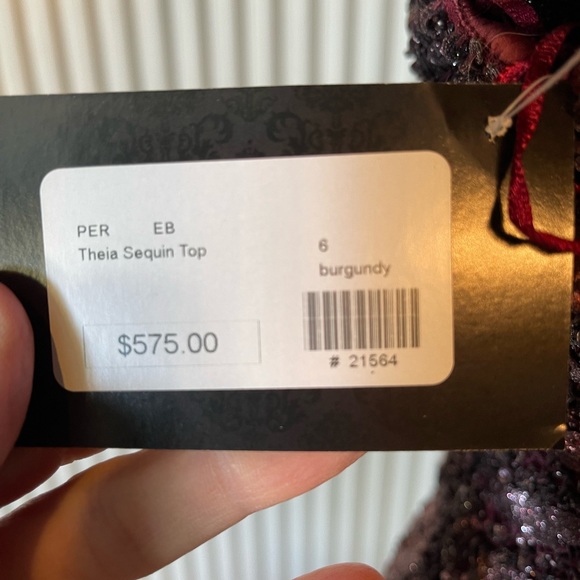 PER EB
Theia Sequin Top
6
burgundy
$575.00
# 21564